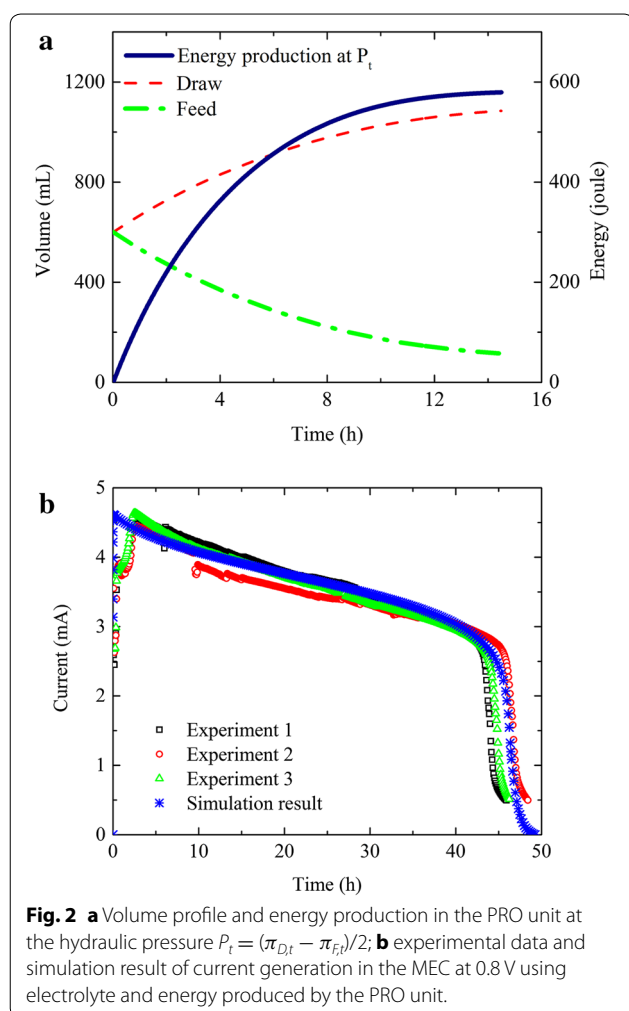 a
Energy production at Pt
Draw
Feed
1200
800
400
0
Volume (mL)
600
400
200
0
Energy (joule)
0 4 8 12 16
Time (h)
b
5
4
3
2
1
0
Current (mA)
Experiment 1
Experiment 2
Experiment 3
Simulation result
0 10 20 30 40 50
Time (h)
Fig. 2 a Volume profile and energy production in the PRO unit at
the hydraulic pressure Pt = (πD,t − πF,t)/2; b experimental data and
simulation result of current generation in the MEC at 0.8 V using
electrolyte and energy produced by the PRO unit.